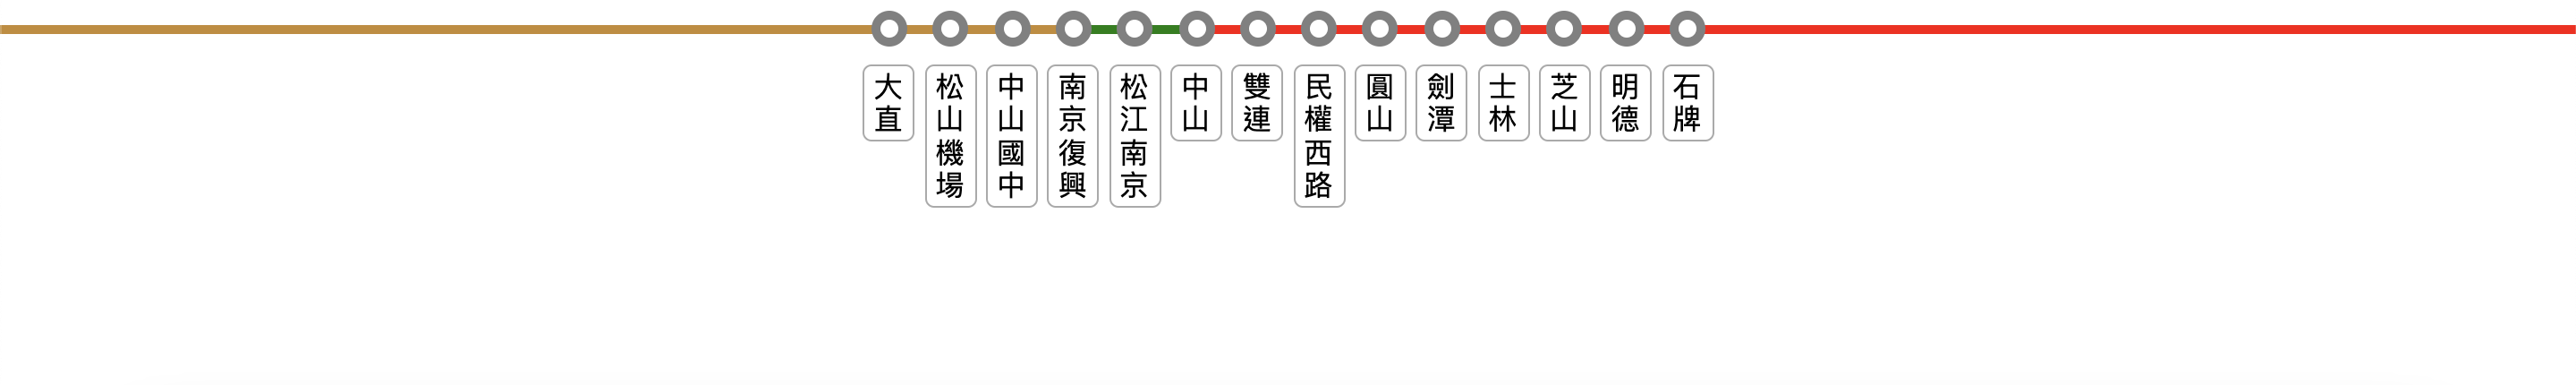 大直
松山機場
中山國中
南京復興
松江南京
中山
雙連
民權西路
圓山
劍潭
士林
芝山
明德
石牌